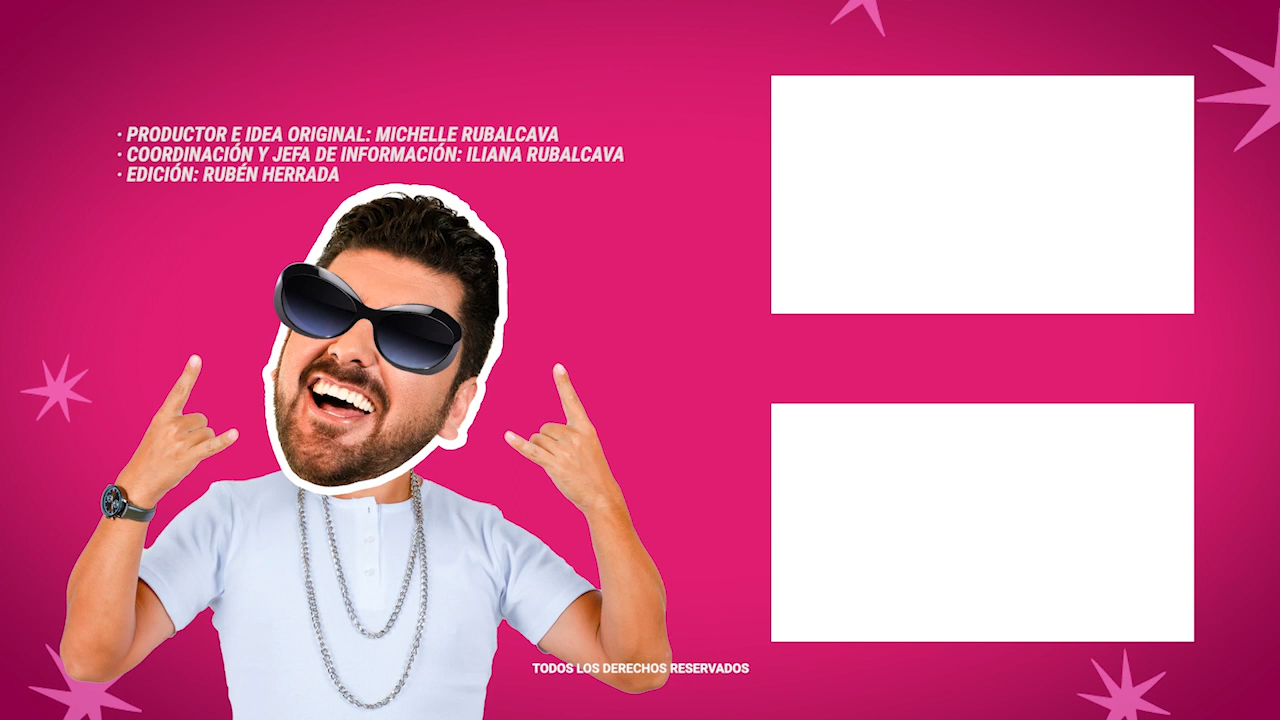 · PRODUCTOR E IDEA ORIGINAL: MICHELLE RUBALCAVA
· COORDINACIÓN Y JEFA DE INFORMACIÓN: ILIANA RUBALCAVA
· EDICIÓN: RUBÉN HERRADA
TODOS LOS DERECHOS RESERVADOS